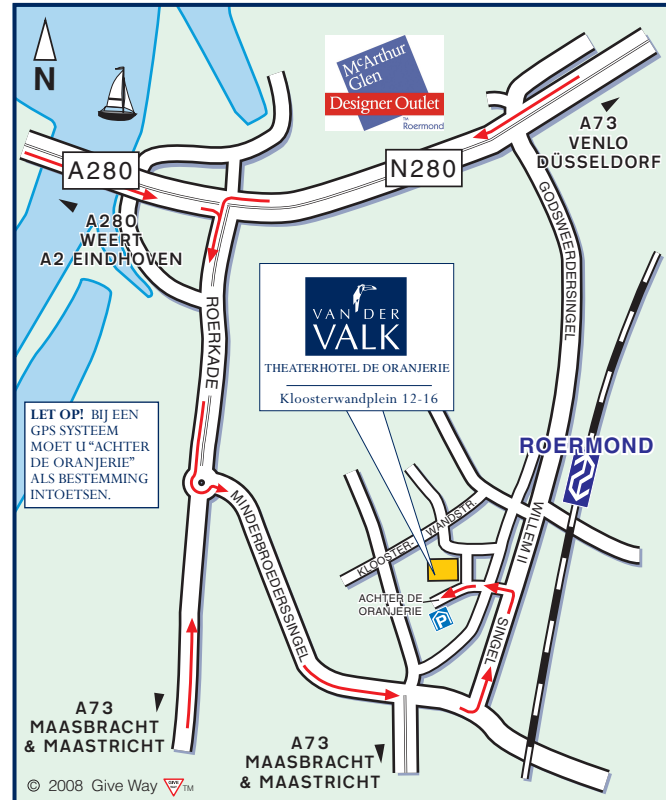 N
McArthur
Glen
Designer Outlet
TM
Roermond
A73
VENLO
DÜSSELDORF
A280
N280
A280
WEERT
A2 EINDHOVEN
GODSWEERDERSINGEL
ROERKADE
VAN DER
VALK
THEATERHOTEL DE ORANJERIE
Kloosterwandplein 12-16
LET OP! BIJ EEN
GPS SYSTEEM
MOET U “ACHTER
DE ORANJERIE”
ALS BESTEMMING
INTOETSEN.
ROERMOND
MINDERBROEDERSSINGEL
KLOOSTER-WANDSTR.
WILLEM II
SINGEL
ACHTER DE
ORANJERIE
P
A73
MAASBRACHT
& MAASTRICHT
A73
MAASBRACHT
& MAASTRICHT
© 2008 Give Way TM